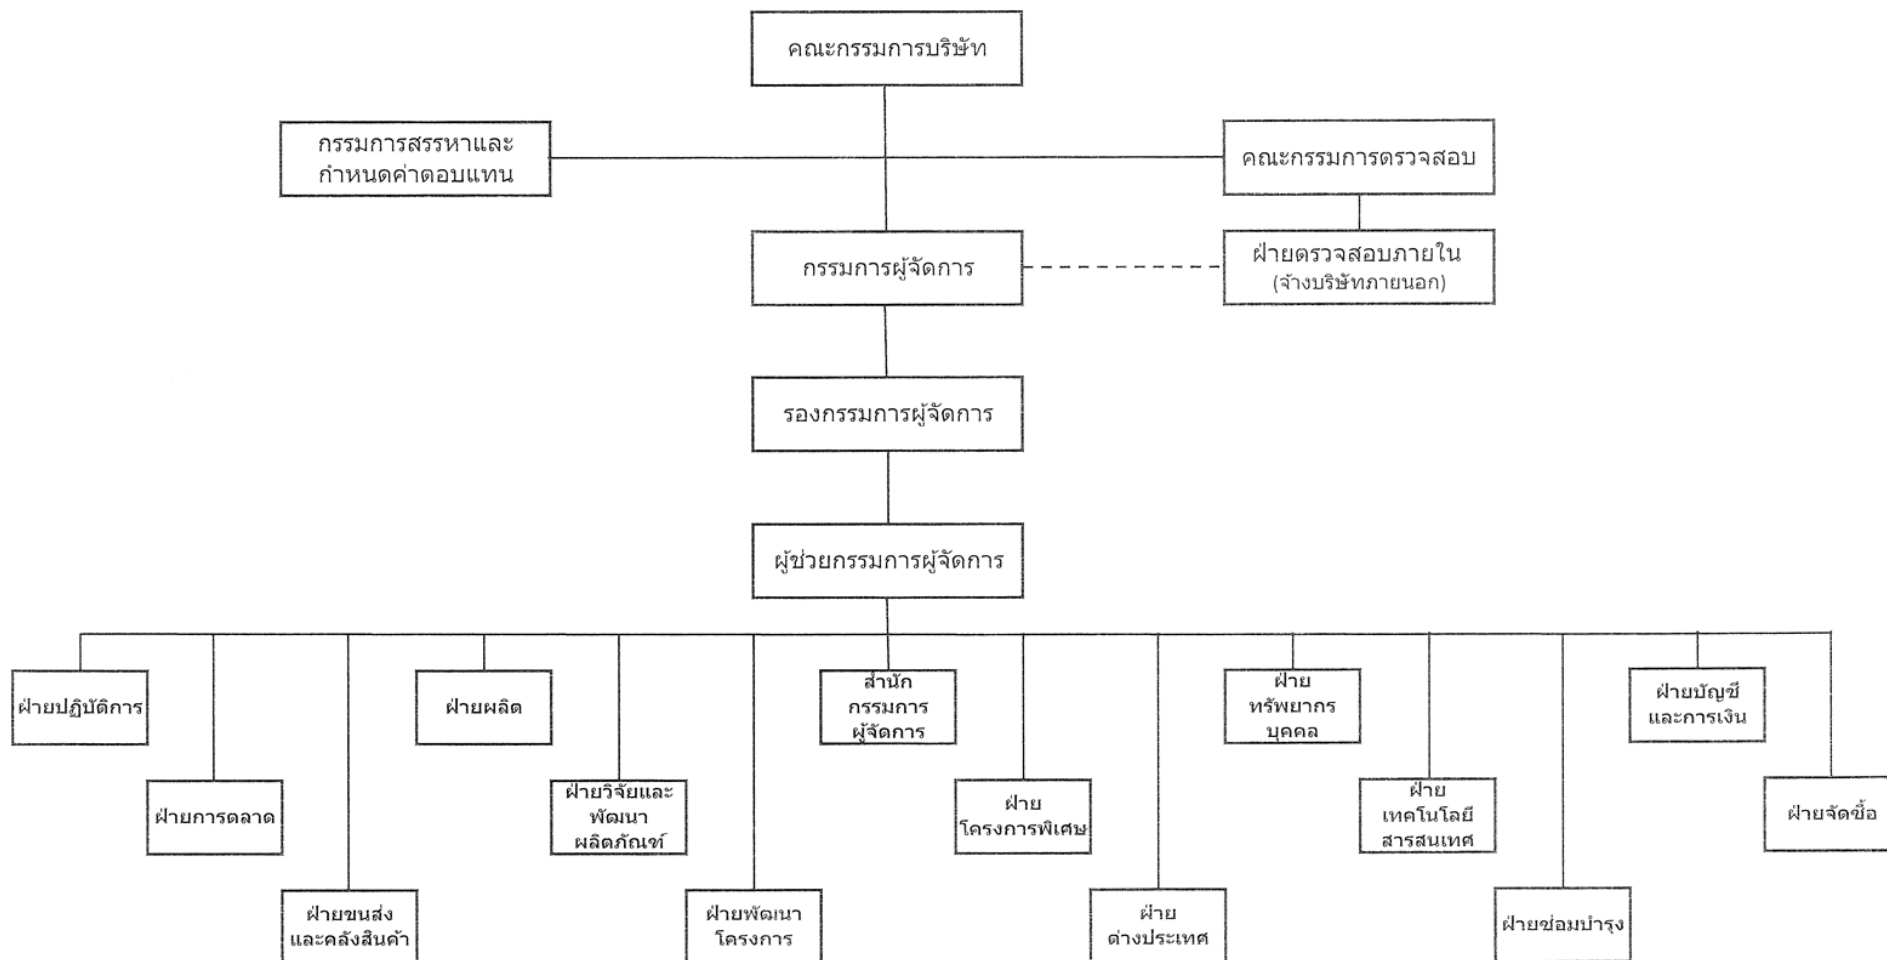 คณะกรรมการบริษัท
กรรมการสรรหาและ
กำหนดค่าตอบแทน
คณะกรรมการตรวจสอบ
กรรมการผู้จัดการ
ฝ่ายตรวจสอบภายใน
(จ้างบริษัทภายนอก)
รองกรรมการผู้จัดการ
ผู้ช่วยกรรมการผู้จัดการ
ฝ่ายปฏิบัติการ
ฝ่ายผลิต
สำนัก
กรรมการ
ผู้จัดการ
ฝ่าย
ทรัพยากร
บุคคล
ฝ่ายบัญชี
และการเงิน
ฝ่ายการตลาด
ฝ่ายวิจัยและ
พัฒนา
ผลิตภัณฑ์
ฝ่าย
โครงการพิเศษ
ฝ่าย
เทคโนโลยี
สารสนเทศ
ฝ่ายจัดซื้อ
ฝ่ายขนส่ง
และคลังสินค้า
ฝ่ายพัฒนา
โครงการ
ฝ่าย
ต่างประเทศ
ฝ่ายซ่อมบำรุง